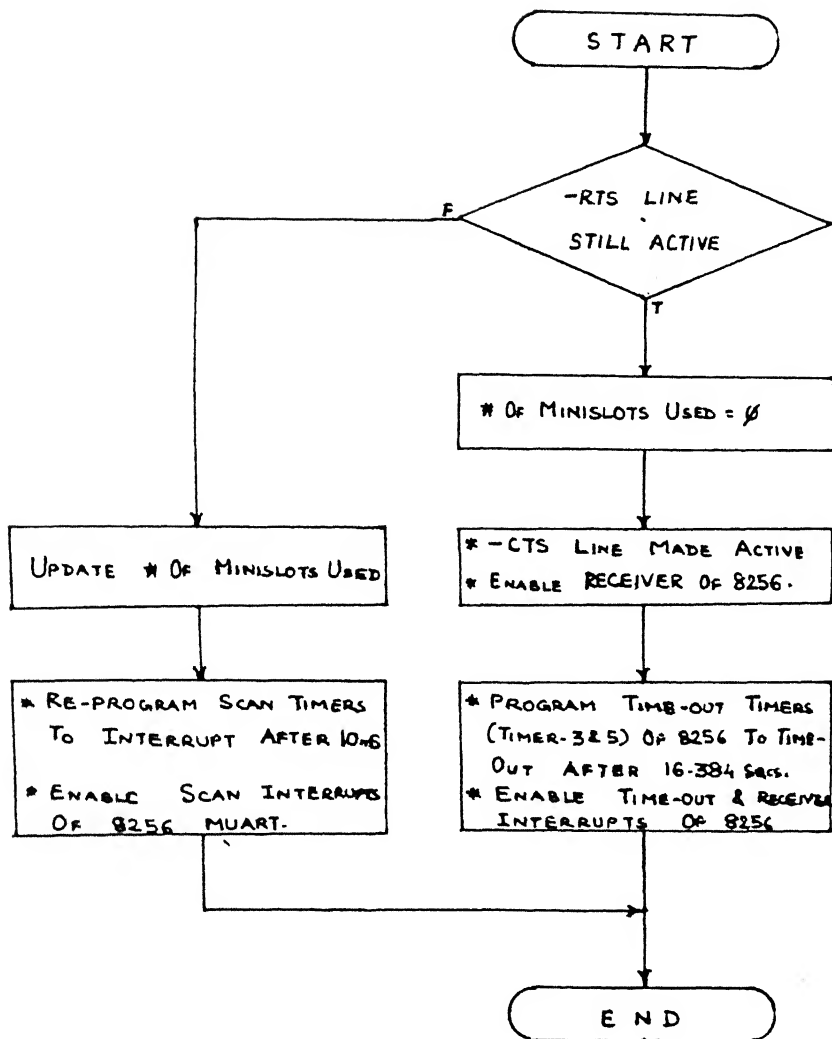 START
-RTS LINE
STILL ACTIVE
F
T
# OF MINISLOTS USED = φ
UPDATE # OF MINISLOTS USED
* -CTS LINE MADE ACTIVE
* ENABLE RECEIVER OF 8256.
* RE-PROGRAM SCAN TIMERS
TO INTERRUPT AFTER
* ENABLE SCAN INTERRUPTS
OF 8256 MUART.
* PROGRAM TIME-OUT TIMERS
(TIMER-3&5) OF 8256 TO TIME-
OUT AFTER 16.384 SECS.
* ENABLE TIME-OUT & RECEIVER
INTERRUPTS OF 8256
END